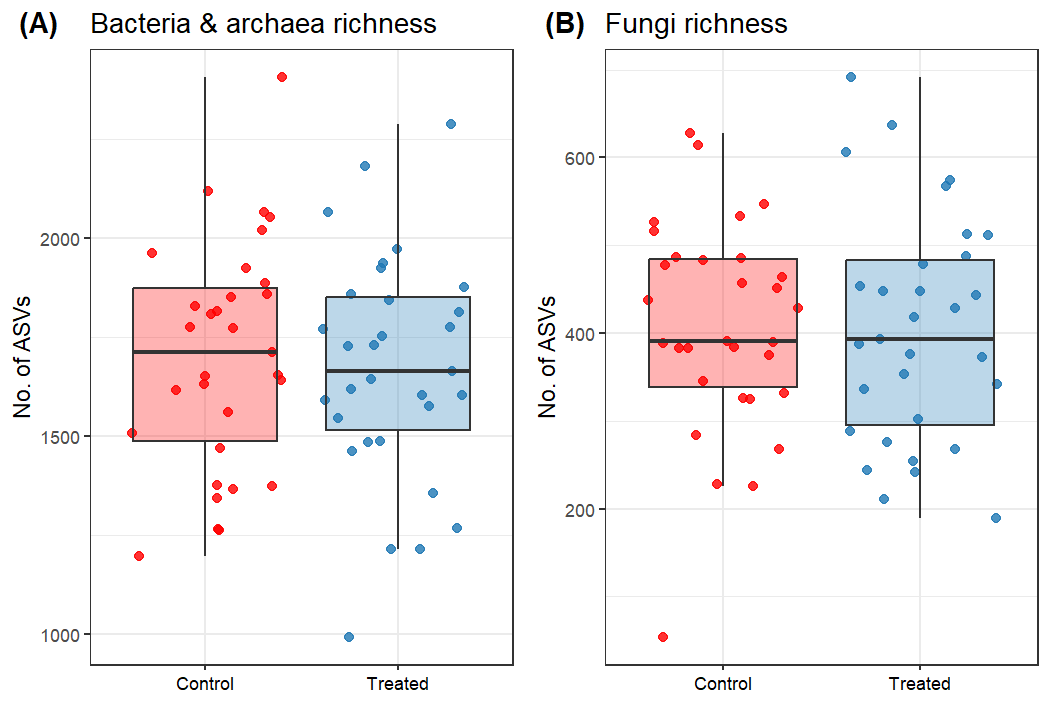 (A) Bacteria & archaea richness
No. of ASVs
2000
1500
1000
Control Treated
(B) Fungi richness
No. of ASVs
600
400
200
Control Treated